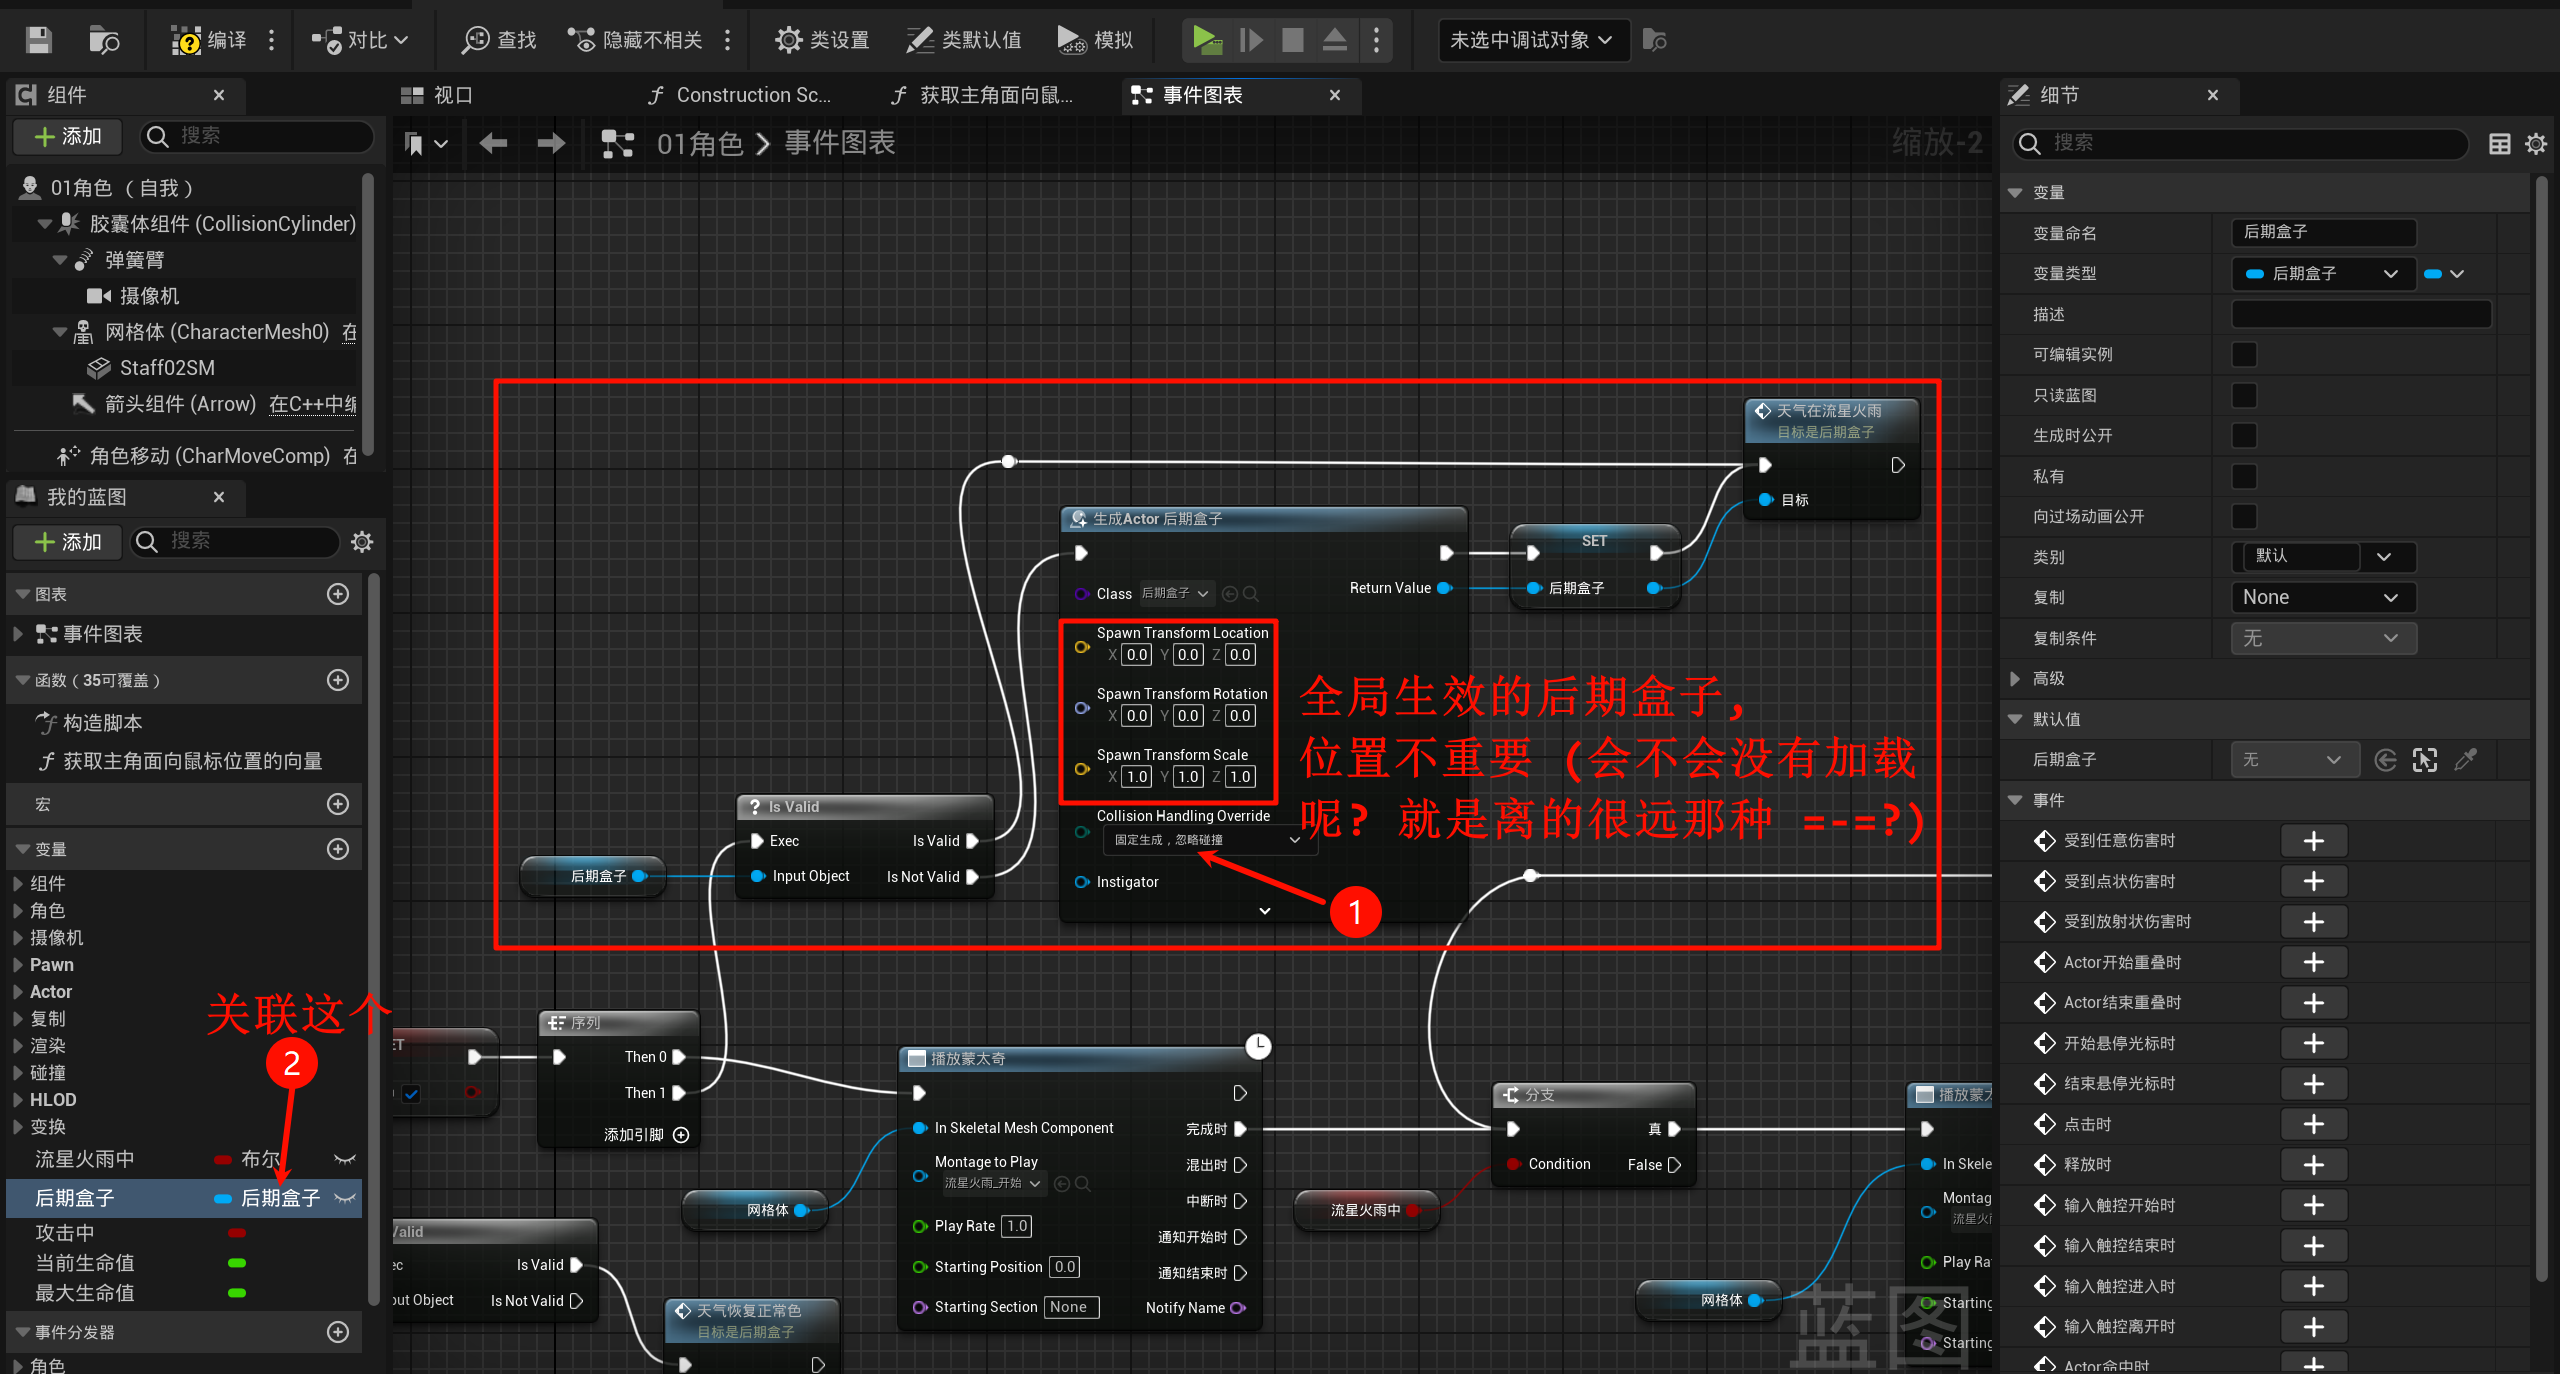 编译
对比
查找
隐藏不相关
类设置
类默认值
模拟
未选中调试对象
组件
添加
搜索
01角色 （自我）
胶囊体组件 (CollisionCylinder)
弹簧臂
摄像机
网格体 (CharacterMesh0) 在
Staff02SM
箭头组件 (Arrow) 在C++中编
角色移动 (CharMoveComp) 在
我的蓝图
添加
搜索
图表
事件图表
函数（35可覆盖）
构造脚本
获取主角面向鼠标位置的向量
宏
变量
组件
角色
摄像机
Pawn
Actor
复制
渲染
碰撞
HLOD
变换
流星火雨中 布尔
后期盒子 后期盒子
攻击中
当前生命值
最大生命值
事件分发器
角色
关联这个
2
视口
Construction Sc...
获取主角面向鼠...
事件图表
01角色 > 事件图表
缩放-2
天气在流星火雨
目标是后期盒子
目标
生成Actor 后期盒子
Class 后期盒子
Return Value
SET
后期盒子
Spawn Transform Location
X 0.0 Y 0.0 Z 0.0
Spawn Transform Rotation
X 0.0 Y 0.0 Z 0.0
Spawn Transform Scale
X 1.0 Y 1.0 Z 1.0
Collision Handling Override
固定生成，忽略碰撞
Instigator
全局生效的后期盒子，
位置不重要（会不会没有加载
呢？就是离的很远那种 =-=?）
1
Is Valid
Exec
Is Valid
Input Object
Is Not Valid
后期盒子
ET
序列
Then 0
Then 1
添加引脚
播放蒙太奇
In Skeletal Mesh Component
完成时
Montage to Play
流星火雨_开始
混出时
中断时
Play Rate 1.0
通知开始时
Starting Position 0.0
通知结束时
Starting Section None
Notify Name
网格体
分支
真
Condition
False
流星火雨中
播放蒙太
In Skele
Montag
流星火雨
Play Ra
Starting
Starting
网格体
Valid
ec
Is Valid
put Object
Is Not Valid
天气恢复正常色
目标是后期盒子
蓝图
细节
搜索
变量
变量命名 后期盒子
变量类型 后期盒子
描述
可编辑实例
只读蓝图
生成时公开
私有
向过场动画公开
类别 默认
复制 None
复制条件 无
高级
默认值
后期盒子 无
事件
受到任意伤害时
受到点状伤害时
受到放射状伤害时
Actor开始重叠时
Actor结束重叠时
开始悬停光标时
结束悬停光标时
点击时
释放时
输入触控开始时
输入触控结束时
输入触控进入时
输入触控离开时
Actor命中时